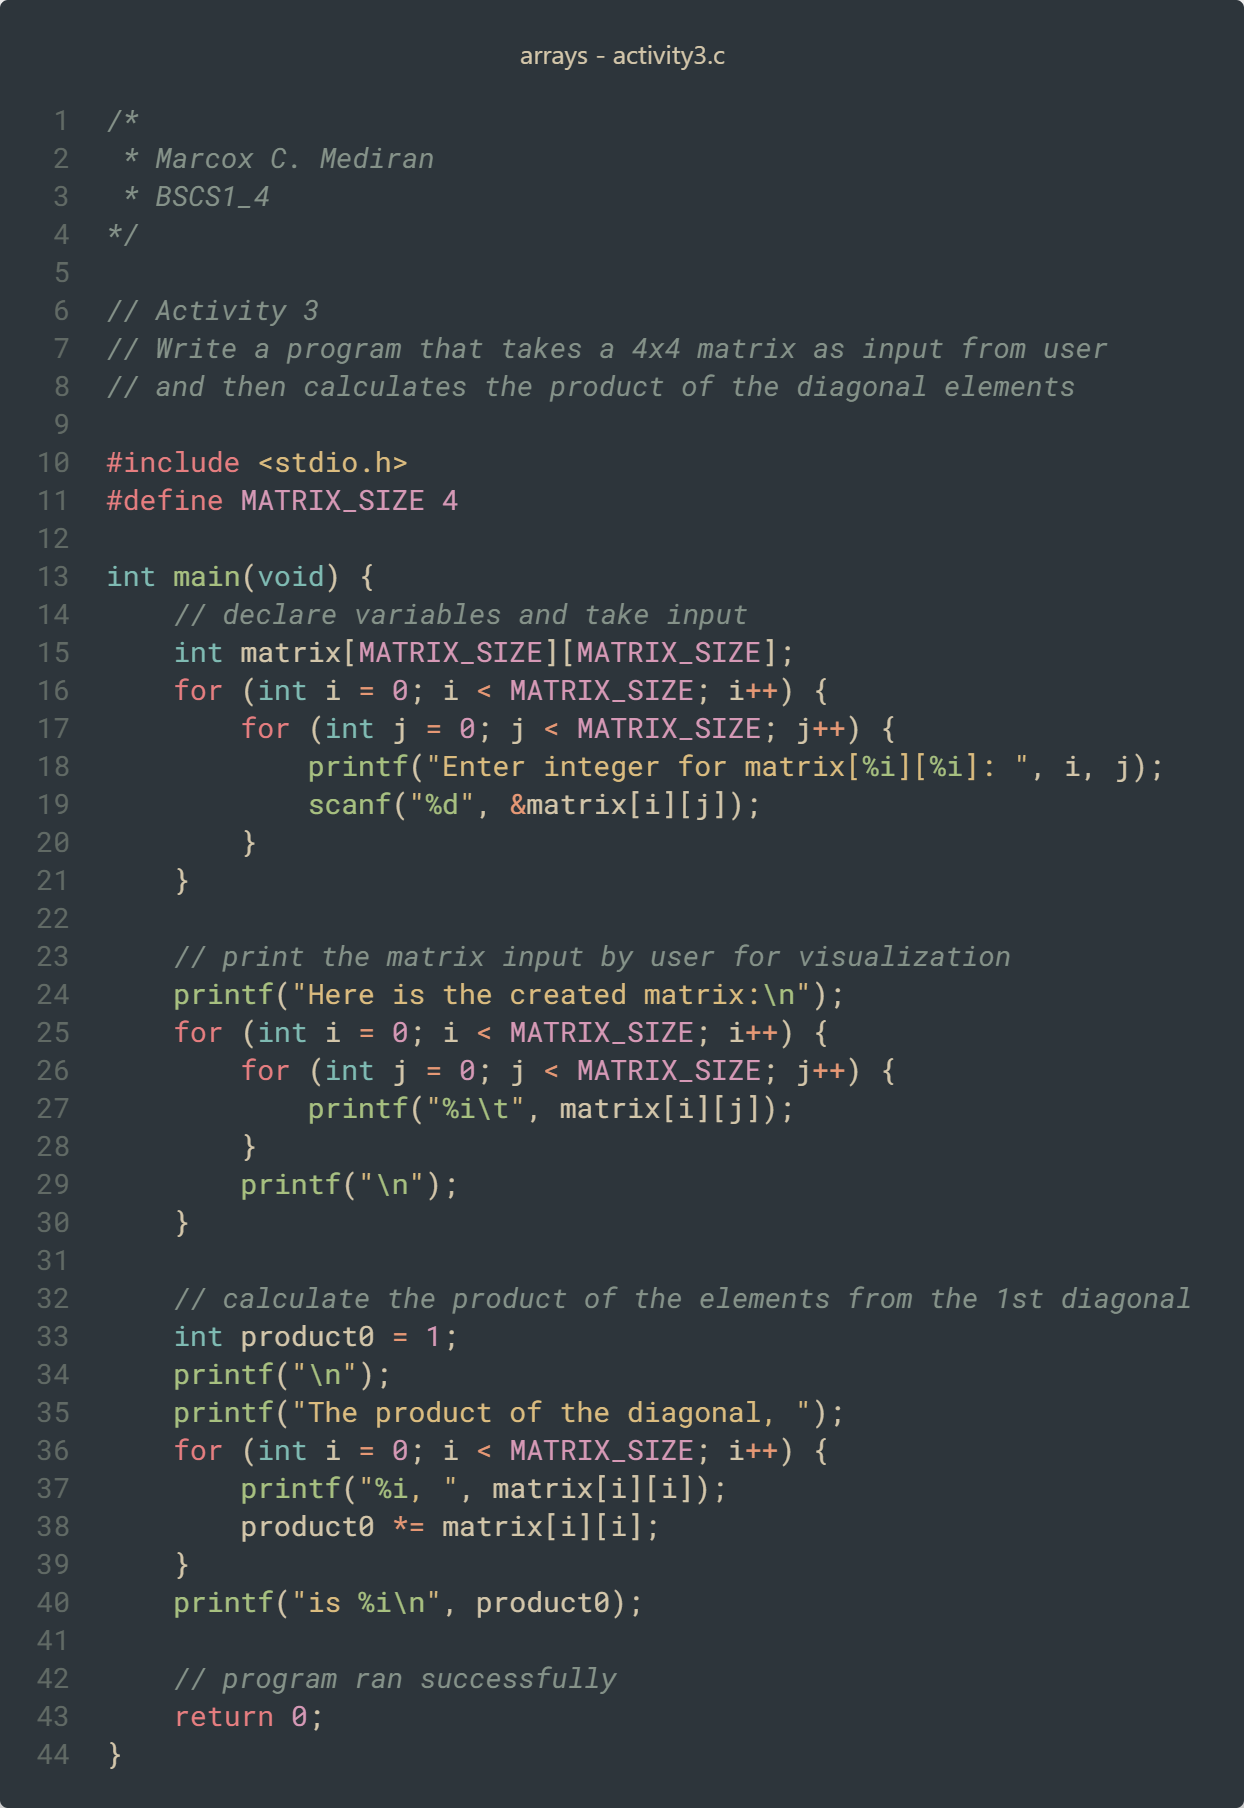 arrays - activity3.c
1 /*
2  * Marcox C. Mediran
3  * BSCS1_4
4 */
5
6 // Activity 3
7 // Write a program that takes a 4x4 matrix as input from user
8 // and then calculates the product of the diagonal elements
9
10 #include <stdio.h>
11 #define MATRIX_SIZE 4
12
13 int main(void) {
14     // declare variables and take input
15     int matrix[MATRIX_SIZE][MATRIX_SIZE];
16     for (int i = 0; i < MATRIX_SIZE; i++) {
17         for (int j = 0; j < MATRIX_SIZE; j++) {
18             printf("Enter integer for matrix[%i][%i]: ", i, j);
19             scanf("%d", &matrix[i][j]);
20         }
21     }
22
23     // print the matrix input by user for visualization
24     printf("Here is the created matrix:\n");
25     for (int i = 0; i < MATRIX_SIZE; i++) {
26         for (int j = 0; j < MATRIX_SIZE; j++) {
27             printf("%i\t", matrix[i][j]);
28         }
29         printf("\n");
30     }
31
32     // calculate the product of the elements from the 1st diagonal
33     int product0 = 1;
34     printf("\n");
35     printf("The product of the diagonal, ");
36     for (int i = 0; i < MATRIX_SIZE; i++) {
37         printf("%i, ", matrix[i][i]);
38         product0 *= matrix[i][i];
39     }
40     printf("is %i\n", product0);
41
42     // program ran successfully
43     return 0;
44 }